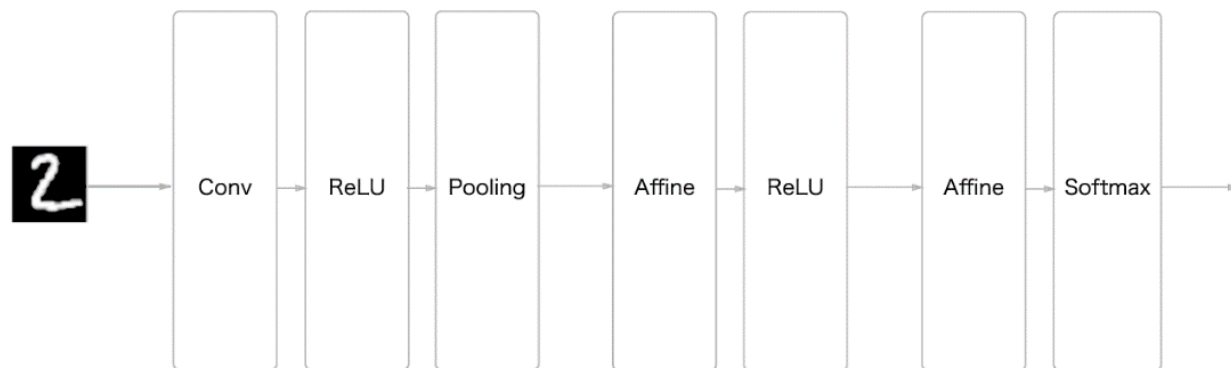 2
Conv
ReLU
Pooling
Affine
ReLU
Affine
Softmax